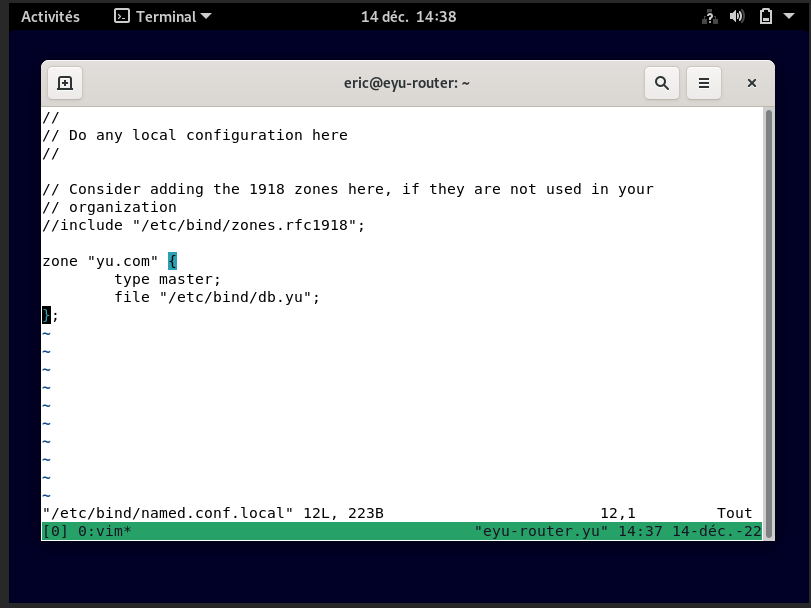 Activités Terminal 14 déc. 14:38
eric@eyu-router: ~
//
// Do any local configuration here
//
// Consider adding the 1918 zones here, if they are not used in your
// organization
//include "/etc/bind/zones.rfc1918";
zone "yu.com" {
type master;
file "/etc/bind/db.yu";
};
~
~
~
~
~
~
~
~
~
~
"/etc/bind/named.conf.local" 12L, 223B 12,1 Tout
[0] 0:vim* "eyu-router.yu" 14:37 14-déc.-22